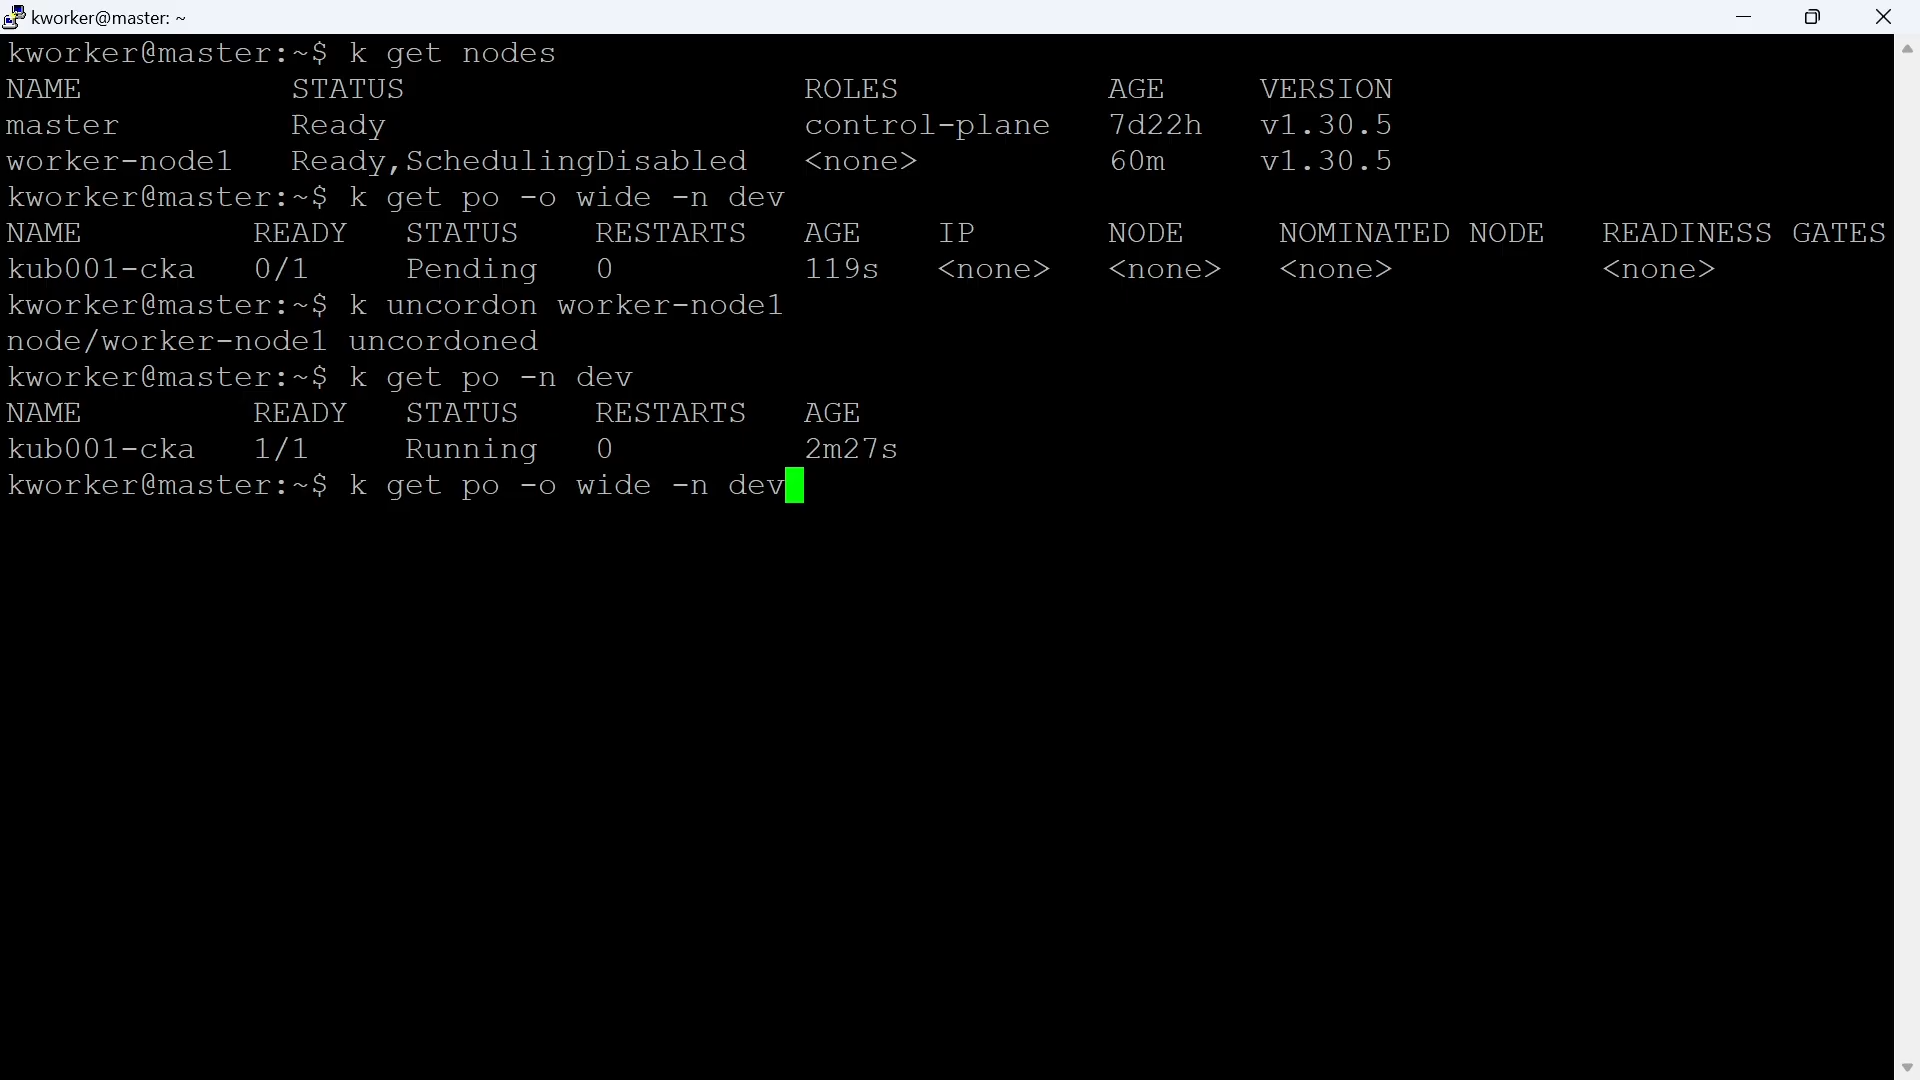 kworker@master: ~
kworker@master:~$ k get nodes
NAME STATUS ROLES AGE VERSION
master Ready control-plane 7d22h v1.30.5
worker-node1 Ready,SchedulingDisabled <none> 60m v1.30.5
kworker@master:~$ k get po -o wide -n dev
NAME READY STATUS RESTARTS AGE IP NODE NOMINATED NODE READINESS GATES
kub001-cka 0/1 Pending 0 119s <none> <none> <none> <none>
kworker@master:~$ k uncordon worker-node1
node/worker-node1 uncordoned
kworker@master:~$ k get po -n dev
NAME READY STATUS RESTARTS AGE
kub001-cka 1/1 Running 0 2m27s
kworker@master:~$ k get po -o wide -n dev